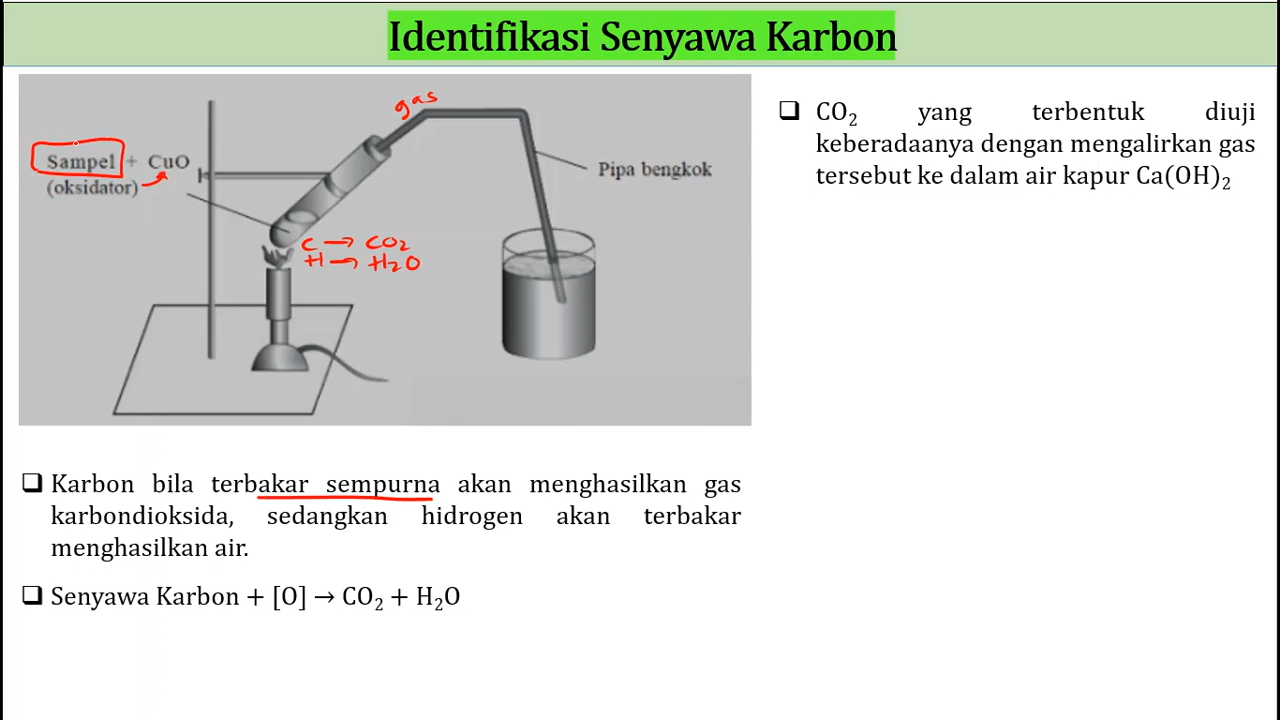 Identifikasi Senyawa Karbon
gas
Sampel + CuO
(oksidator)
Pipa bengkok
C → CO₂
H → H₂O
❑ Karbon bila terbakar sempurna akan menghasilkan gas
karbondioksida, sedangkan hidrogen akan terbakar
menghasilkan air.
❑ Senyawa Karbon + [O] → CO₂ + H₂O
❑ CO₂ yang terbentuk diuji
keberadaanya dengan mengalirkan gas
tersebut ke dalam air kapur Ca(OH)₂